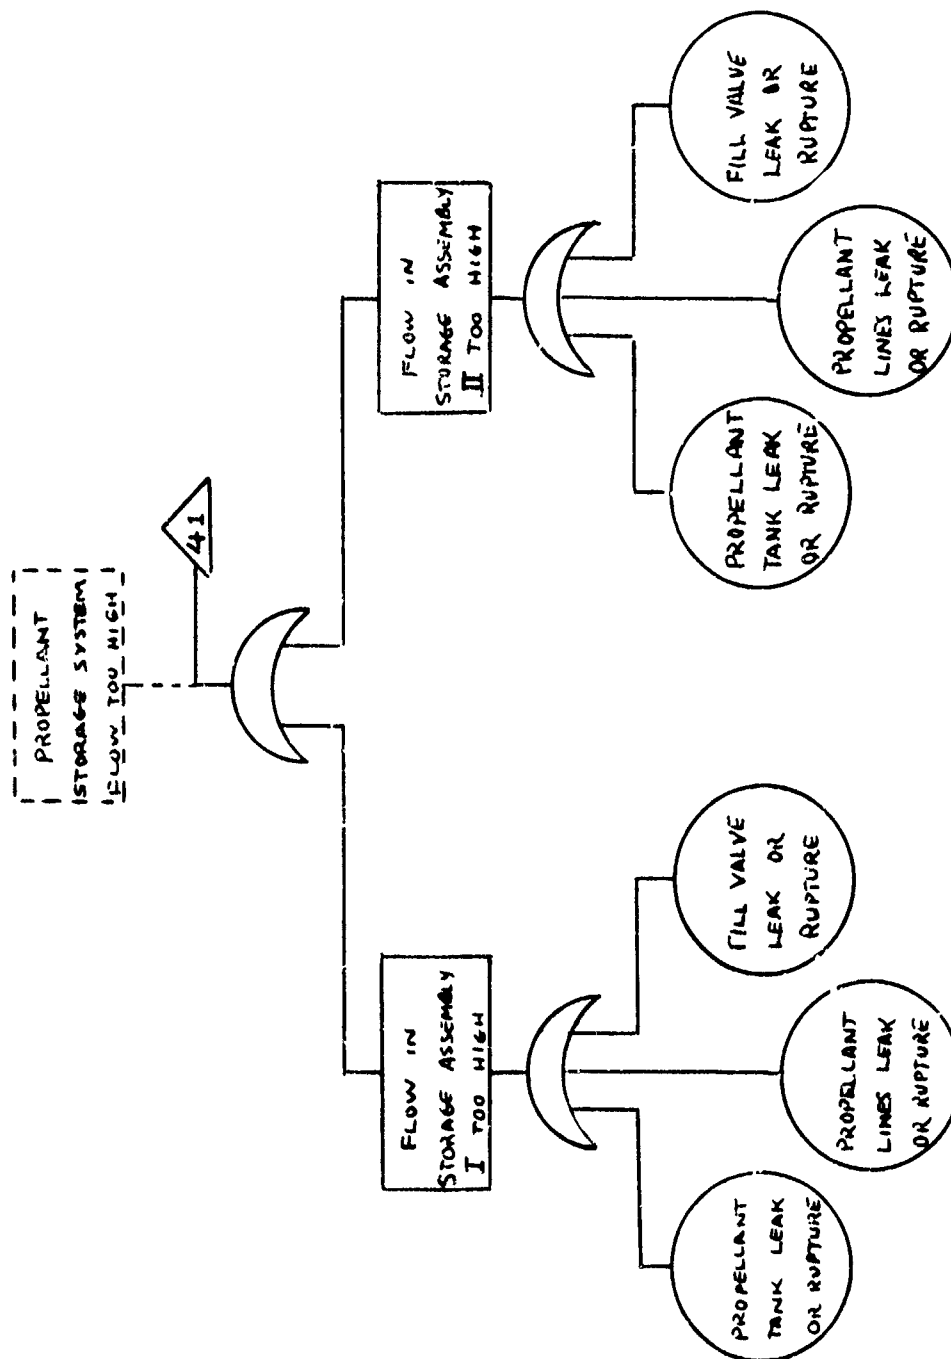 PROPELLANT
STORAGE SYSTEM
FLOW TOO HIGH
41
FLOW IN
STORAGE ASSEMBLY
I TOO HIGH
FLOW IN
STORAGE ASSEMBLY
II TOO HIGH
PROPELLANT
TANK LEAK
OR RUPTURE
PROPELLANT
LINES LEAK
OR RUPTURE
FILL VALVE
LEAK OR
RUPTURE
PROPELLANT
TANK LEAK
OR RUPTURE
PROPELLANT
LINES LEAK
OR RUPTURE
FILL VALVE
LEAK OR
RUPTURE